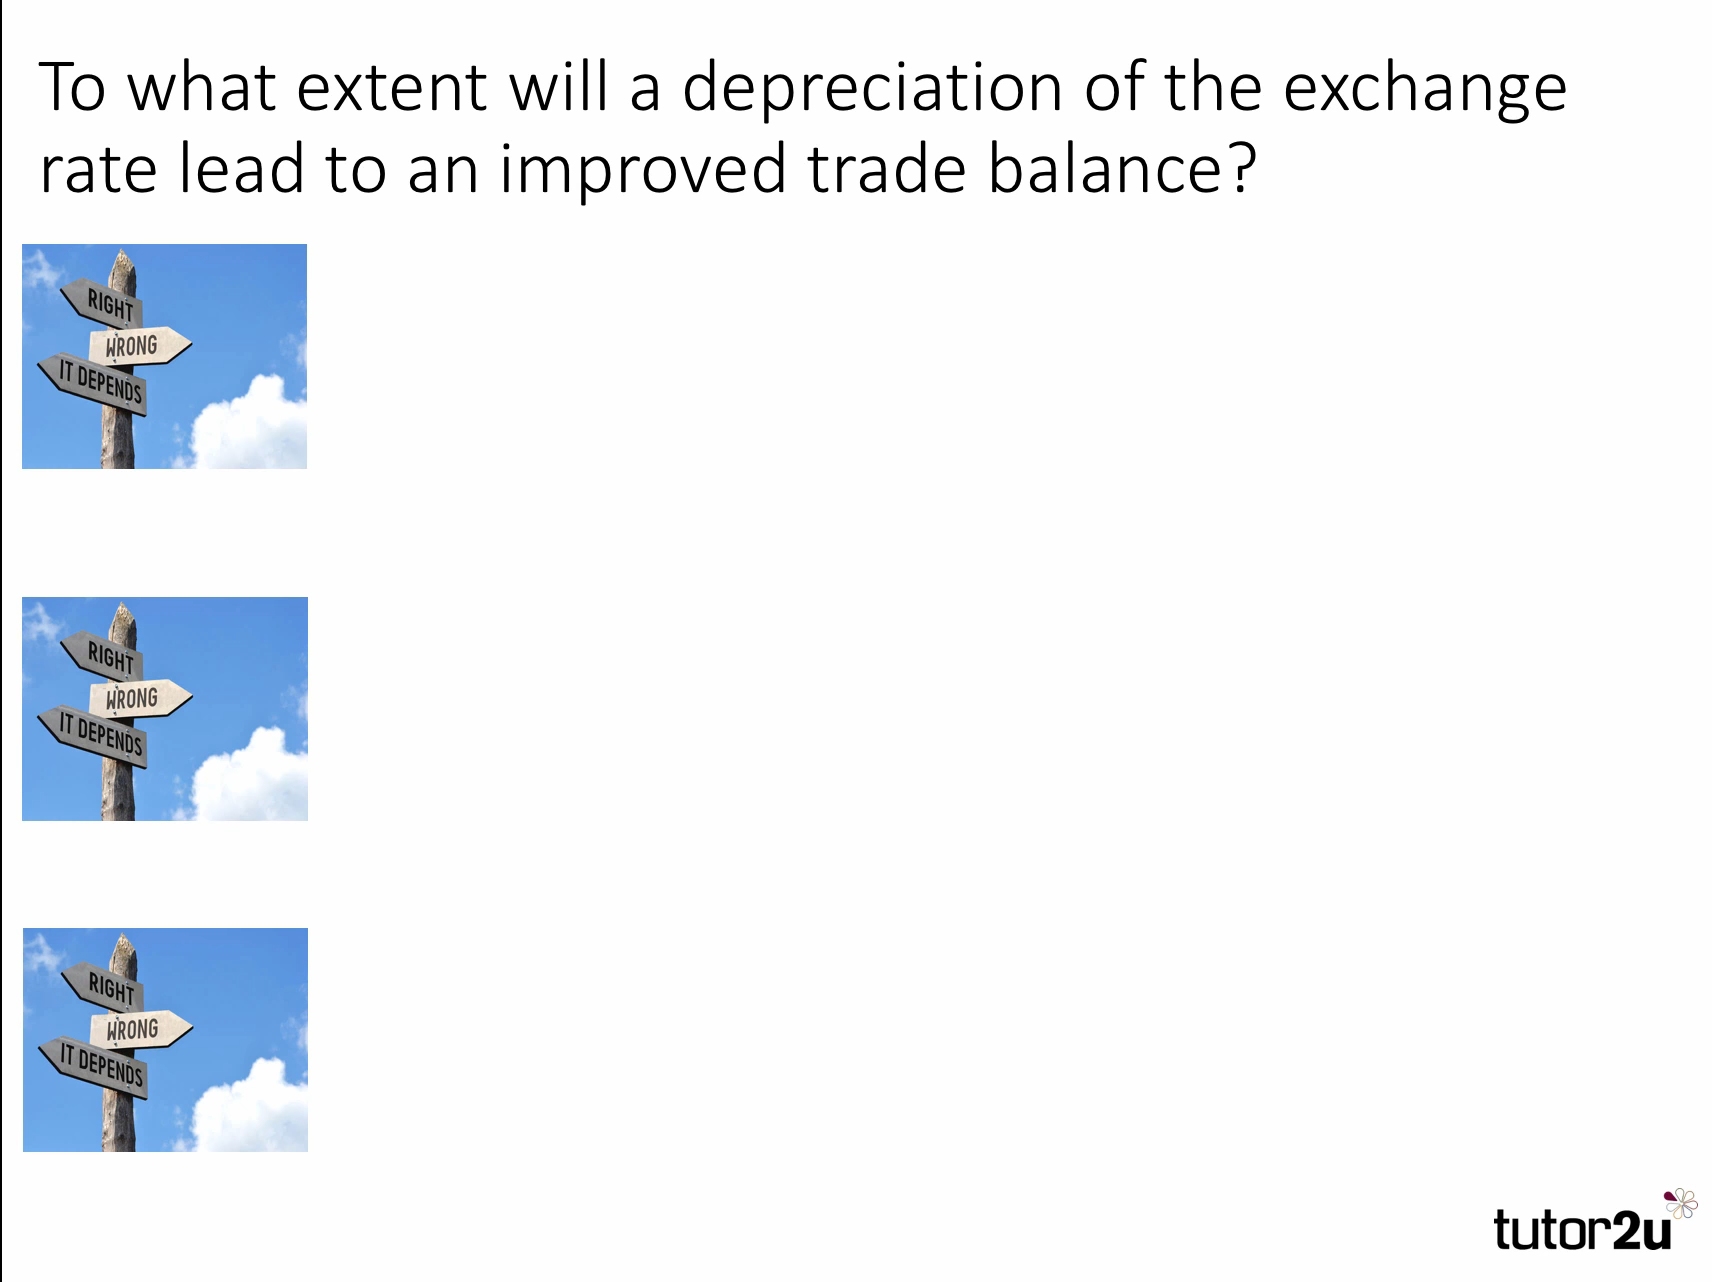 To what extent will a depreciation of the exchange
rate lead to an improved trade balance?
RIGHT
WRONG
IT DEPENDS
RIGHT
WRONG
IT DEPENDS
RIGHT
WRONG
IT DEPENDS
tutor2u